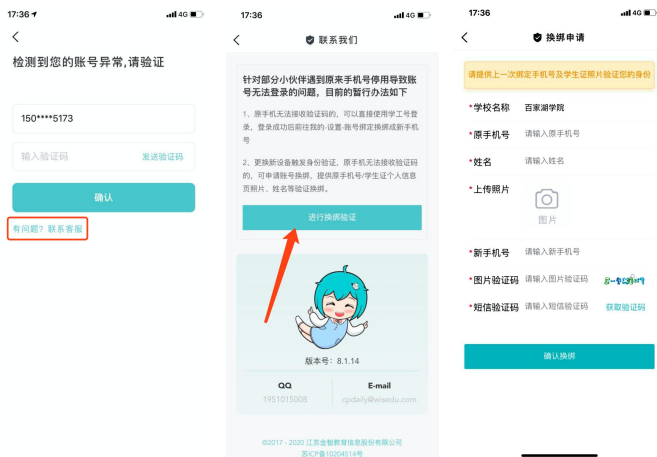 17:36
4G
检测到您的账号异常,请验证
150****5173
输入验证码
发送验证码
确认
有问题？联系客服
17:36
4G
联系我们
针对部分小伙伴遇到原来手机号停用导致账
号无法登录的问题，目前的暂行办法如下
1、原手机无法接收验证码的，可以直接使用学工号登
录，登录成功后前往我的-设置-账号绑定换绑成新手机
号
2、更换新设备触发身份验证，原手机无法接收验证码
的，可申请账号换绑，提供原手机号/学生证个人信息
页照片、姓名等验证换绑。
进行换绑验证
版本号：8.1.14
QQ
E-mail
1951015008
cpdaily@wisedu.com
©2017 - 2020 江苏金智教育信息股份有限公司
苏ICP备10204514号
17:36
4G
换绑申请
请提供上一次绑定手机号及学生证照片验证您的身份
*学校名称 百家湖学院
*原手机号 请输入原手机号
*姓名 请输入姓名
*上传照片
图片
*新手机号 请输入新手机号
*图片验证码 请输入图片验证码
*短信验证码 请输入短信验证码 获取验证码
确认换绑